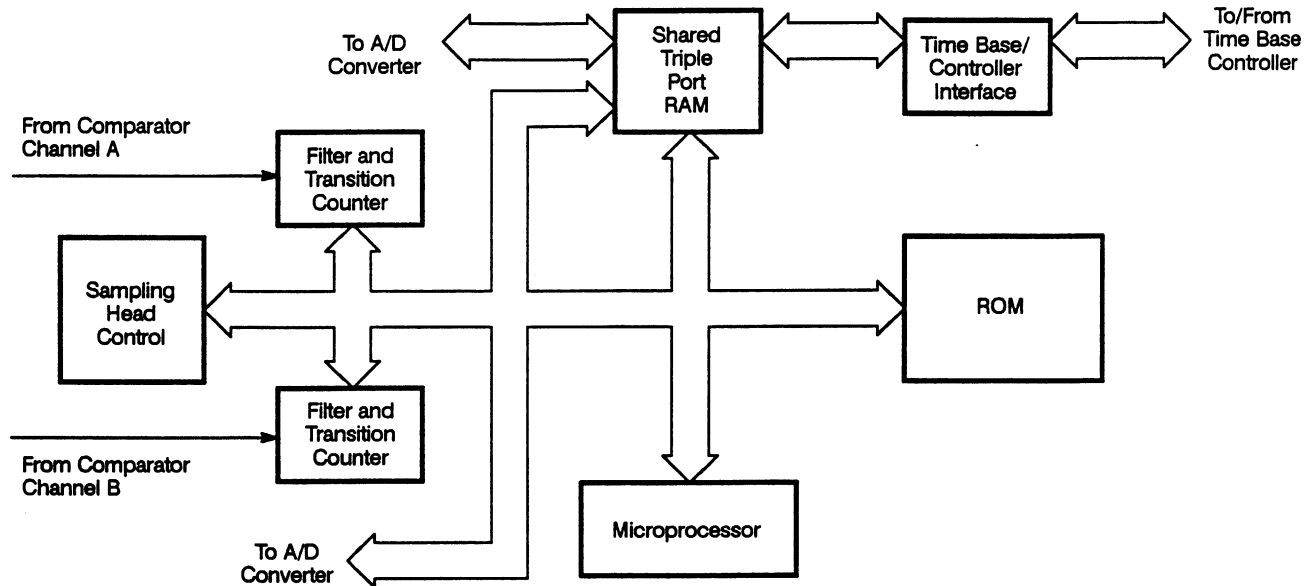 To A/D
Converter
Shared
Triple
Port
RAM
Time Base/
Controller
Interface
To/From
Time Base
Controller
From Comparator
Channel A
Filter and
Transition
Counter
Sampling
Head
Control
ROM
Filter and
Transition
Counter
From Comparator
Channel B
Microprocessor
To A/D
Converter